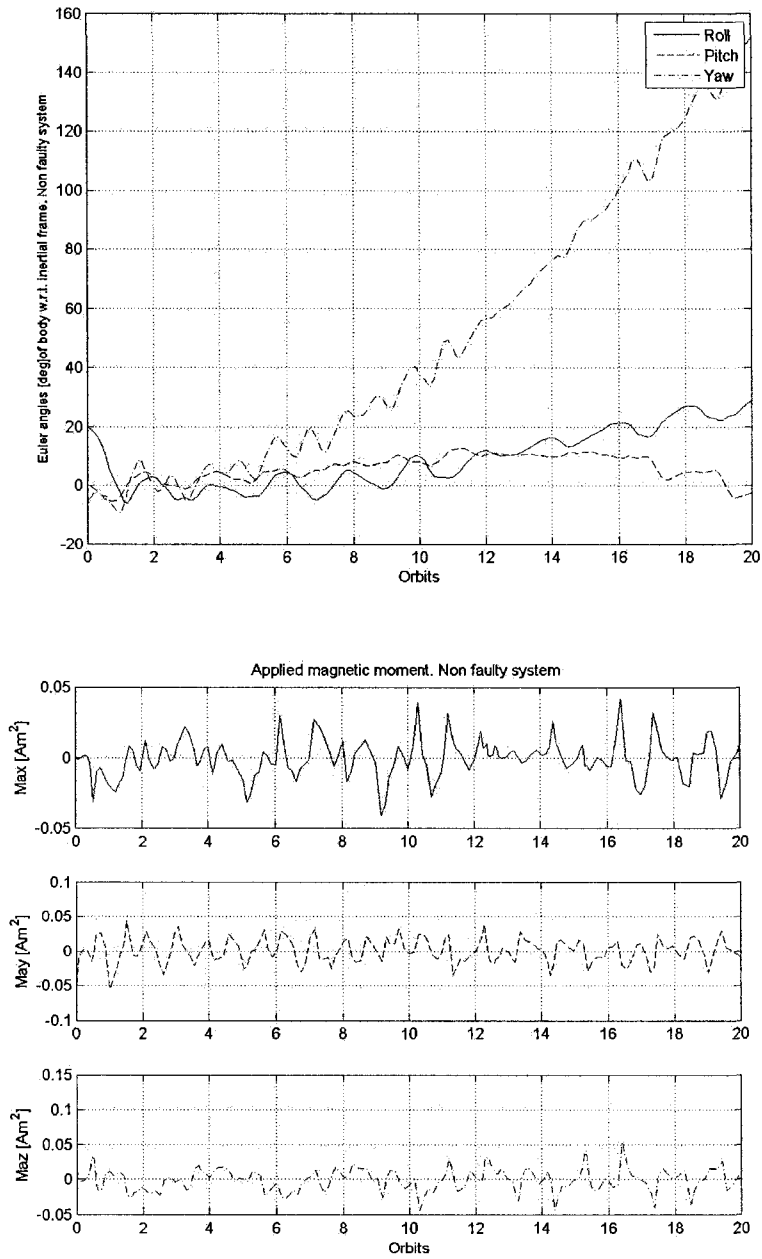 160
140
120
100
80
60
40
20
0
-20
Euler angles [deg]of body w.r.t. inertial frame. Non faulty system
Roll
Pitch
Yaw
0 2 4 6 8 10 12 14 16 18 20
Orbits
Applied magnetic moment. Non faulty system
0.05
0
-0.05
Max [Am²]
0 2 4 6 8 10 12 14 16 18 20
0.1
0.05
0
-0.05
-0.1
May [Am²]
0 2 4 6 8 10 12 14 16 18 20
0.15
0.1
0.05
0
-0.05
Maz [Am²]
0 2 4 6 8 10 12 14 16 18 20
Orbits